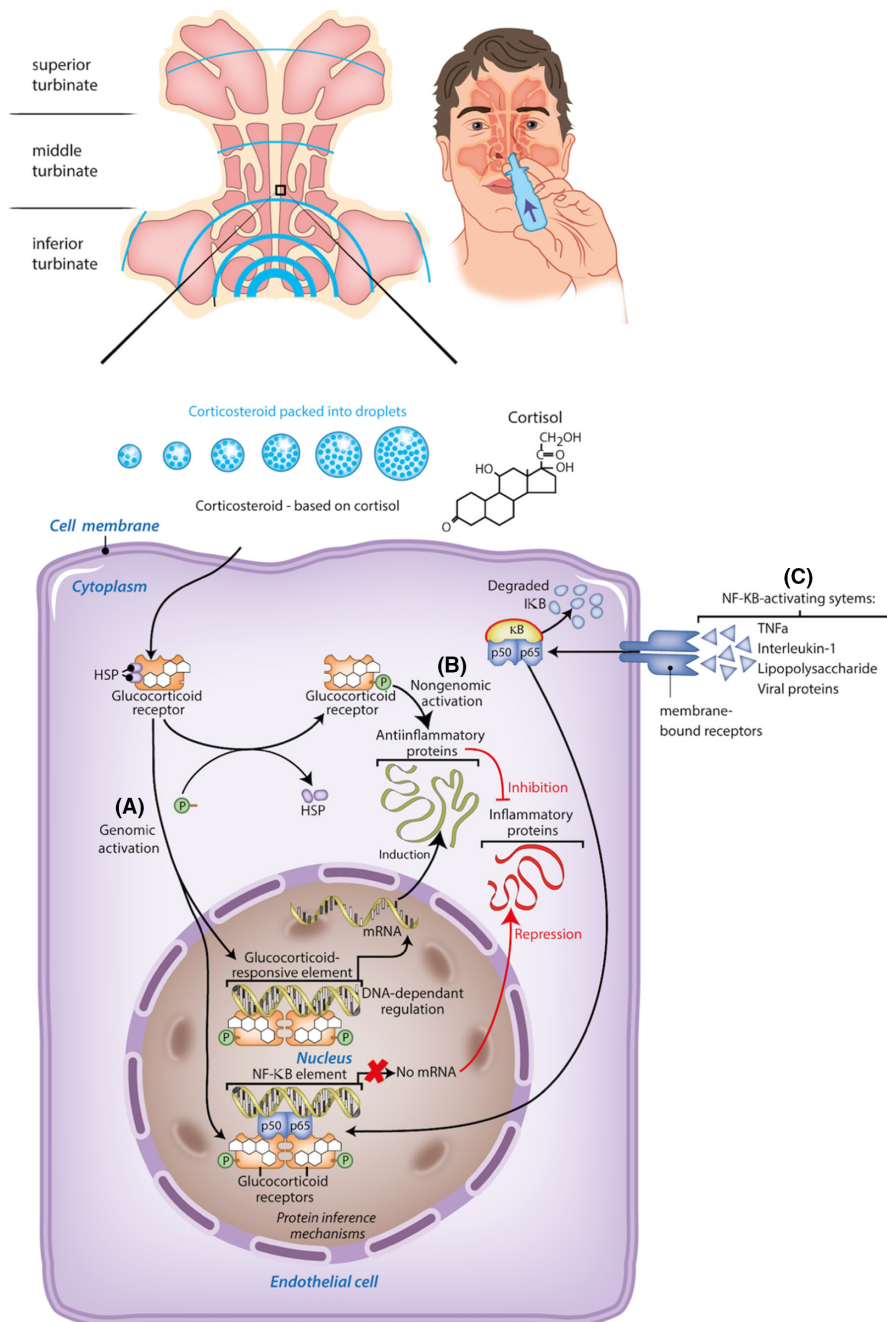 superior
turbinate
middle
turbinate
inferior
turbinate
Corticosteroid packed into droplets
Cortisol
CH2OH
C=O
HO
OH
O
Corticosteroid - based on cortisol
Cell membrane
Cytoplasm
Degraded
IKB
(C)
NF-KB-activating sytems:
TNFa
Interleukin-1
Lipopolysaccharide
Viral proteins
κB
p50 p65
membrane-
bound receptors
HSP
Glucocorticoid
receptor
P
Glucocorticoid
receptor
(B)
Nongenomic
activation
Antiinflammatory
proteins
Inhibition
P
HSP
(A)
Genomic
activation
Inflammatory
proteins
Induction
mRNA
Repression
Glucocorticoid-
responsive element
DNA-dependant
regulation
P P
Nucleus
NF-KB element
No mRNA
p50 p65
P P
Glucocorticoid
receptors
Protein inference
mechanisms
Endothelial cell